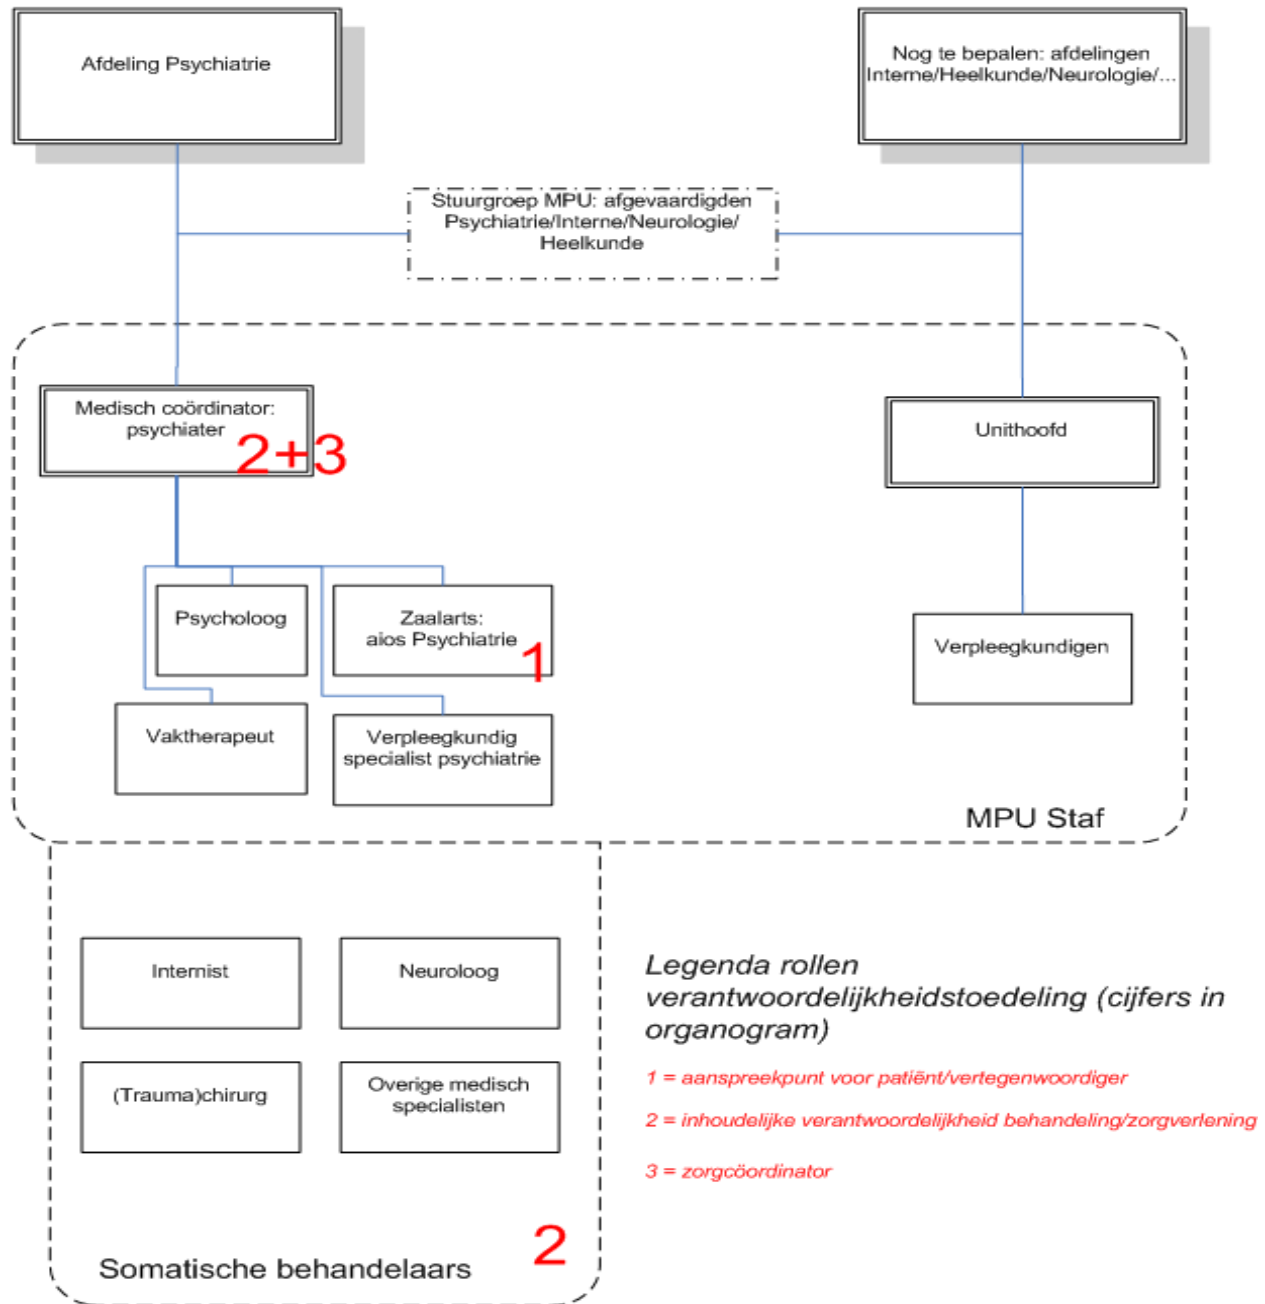 Afdeling Psychiatrie
Nog te bepalen: afdelingen
Interne/Heelkunde/Neurologie/...
Stuurgroep MPU: afgevaardigden
Psychiatrie/Interne/Neurologie/
Heelkunde
Medisch coördinator:
psychiater
2+3
Unithoofd
Psycholoog
Zaalarts:
aios Psychiatrie
1
Verpleegkundigen
Vaktherapeut
Verpleegkundig
specialist psychiatrie
MPU Staf
Internist
Neuroloog
(Trauma)chirurg
Overige medisch
specialisten
2
Somatische behandelaars
Legenda rollen
verantwoordelijkheidstoedeling (cijfers in
organogram)
1 = aanspreekpunt voor patiënt/vertegenwoordiger
2 = inhoudelijke verantwoordelijkheid behandeling/zorgverlening
3 = zorgcöordinator